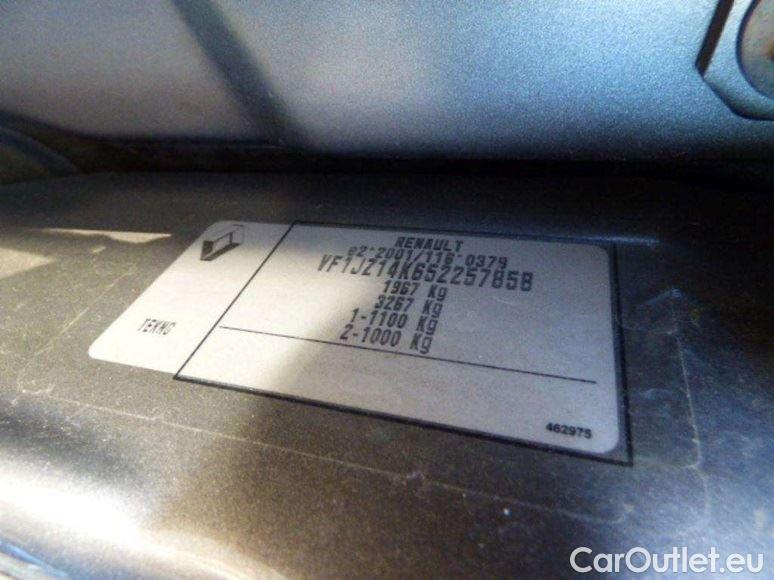 RENAULT
e2-2001/116-0379
VF1JZ14K652257858
1967 Kg
3267 Kg
1-1100 Kg
2-1000 Kg
TEKNG
462975
CarOutlet.eu